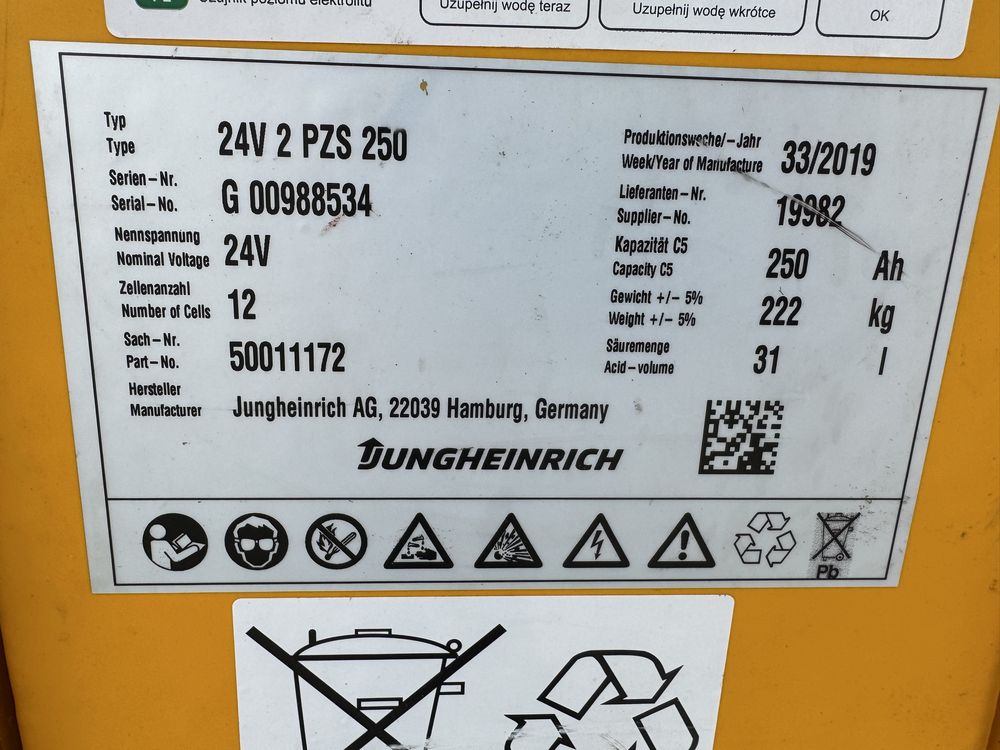 Czujnik poziomu elektrolitu
Uzupełnij wodę teraz
Uzupełnij wodę wkrótce
OK
Typ
Type
24V 2 PZS 250
Serien-Nr.
Serial-No.
G 00988534
Nennspannung
Nominal Voltage
24V
Zellenanzahl
Number of Cells
12
Sach-Nr.
Part-No.
50011172
Hersteller
Manufacturer
Jungheinrich AG, 22039 Hamburg, Germany
JUNGHEINRICH
Produktionswoche/-Jahr
Week/Year of Manufacture
33/2019
Lieferanten-Nr.
Supplier-No.
19982
Kapazität C5
Capacity C5
250 Ah
Gewicht +/- 5%
Weight +/- 5%
222 kg
Säuremenge
Acid-volume
31 l
Pb